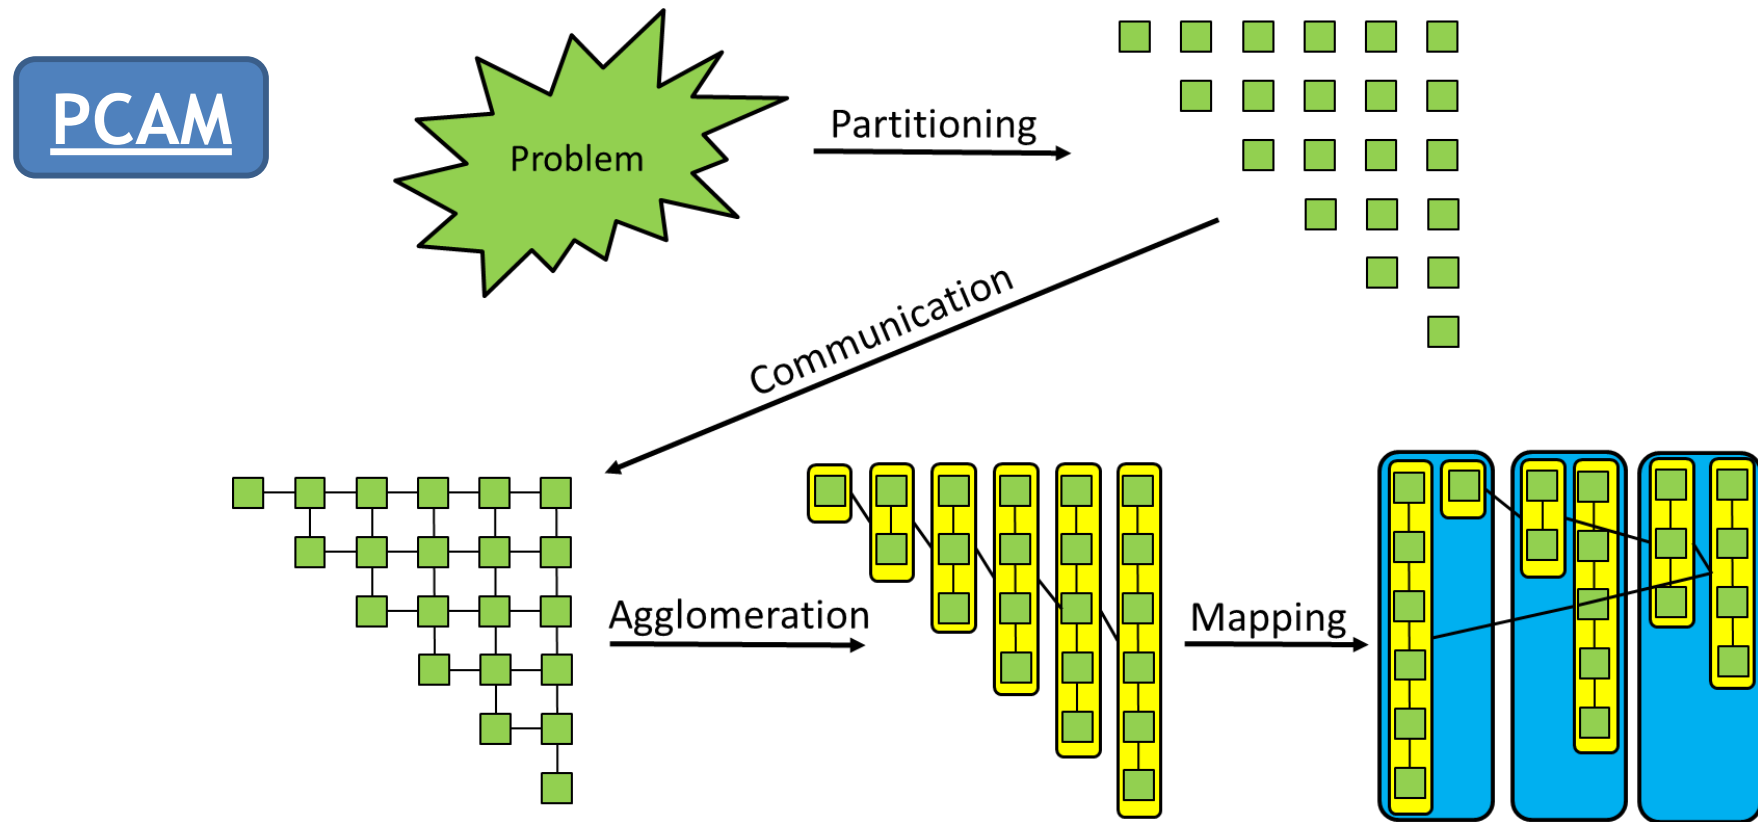 PCAM
Problem
Partitioning
Communication
Agglomeration
Mapping